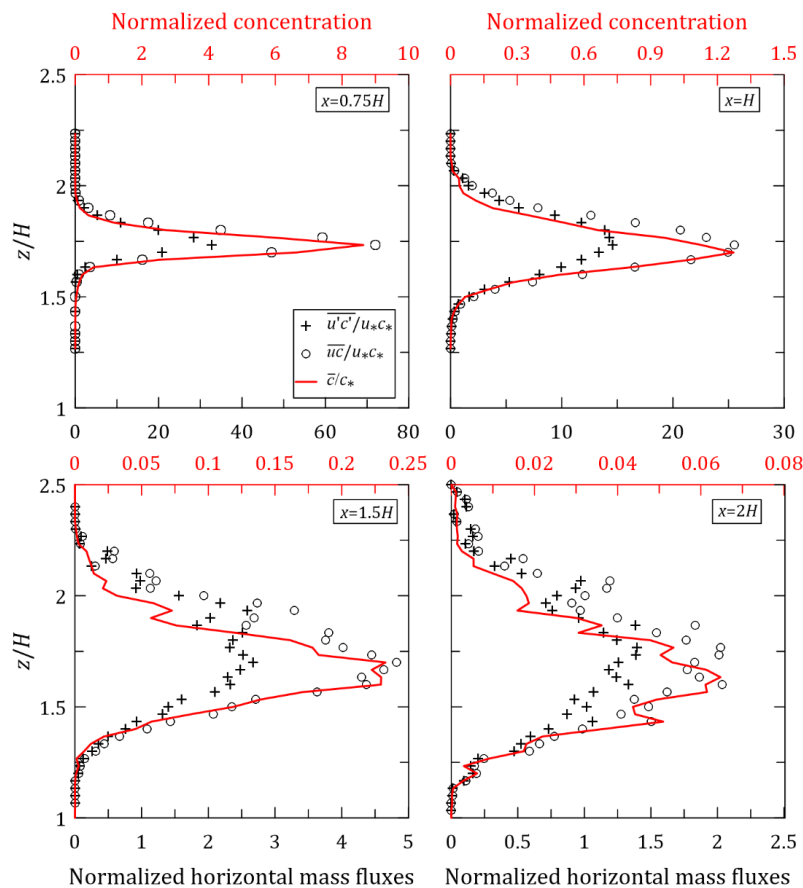 Normalized concentration Normalized concentration
0 2 4 6 8 10 0 0.3 0.6 0.9 1.2 1.5
2.5
x=0.75H x=H
2
z/H
1.5
u'c'/u*c*
uc/u*c*
c/c*
1
0 20 40 60 80 0 10 20 30
0 0.05 0.1 0.15 0.2 0.25 0 0.02 0.04 0.06 0.08
2.5
x=1.5H x=2H
2
z/H
1.5
1
0 1 2 3 4 5 0 0.5 1 1.5 2 2.5
Normalized horizontal mass fluxes Normalized horizontal mass fluxes